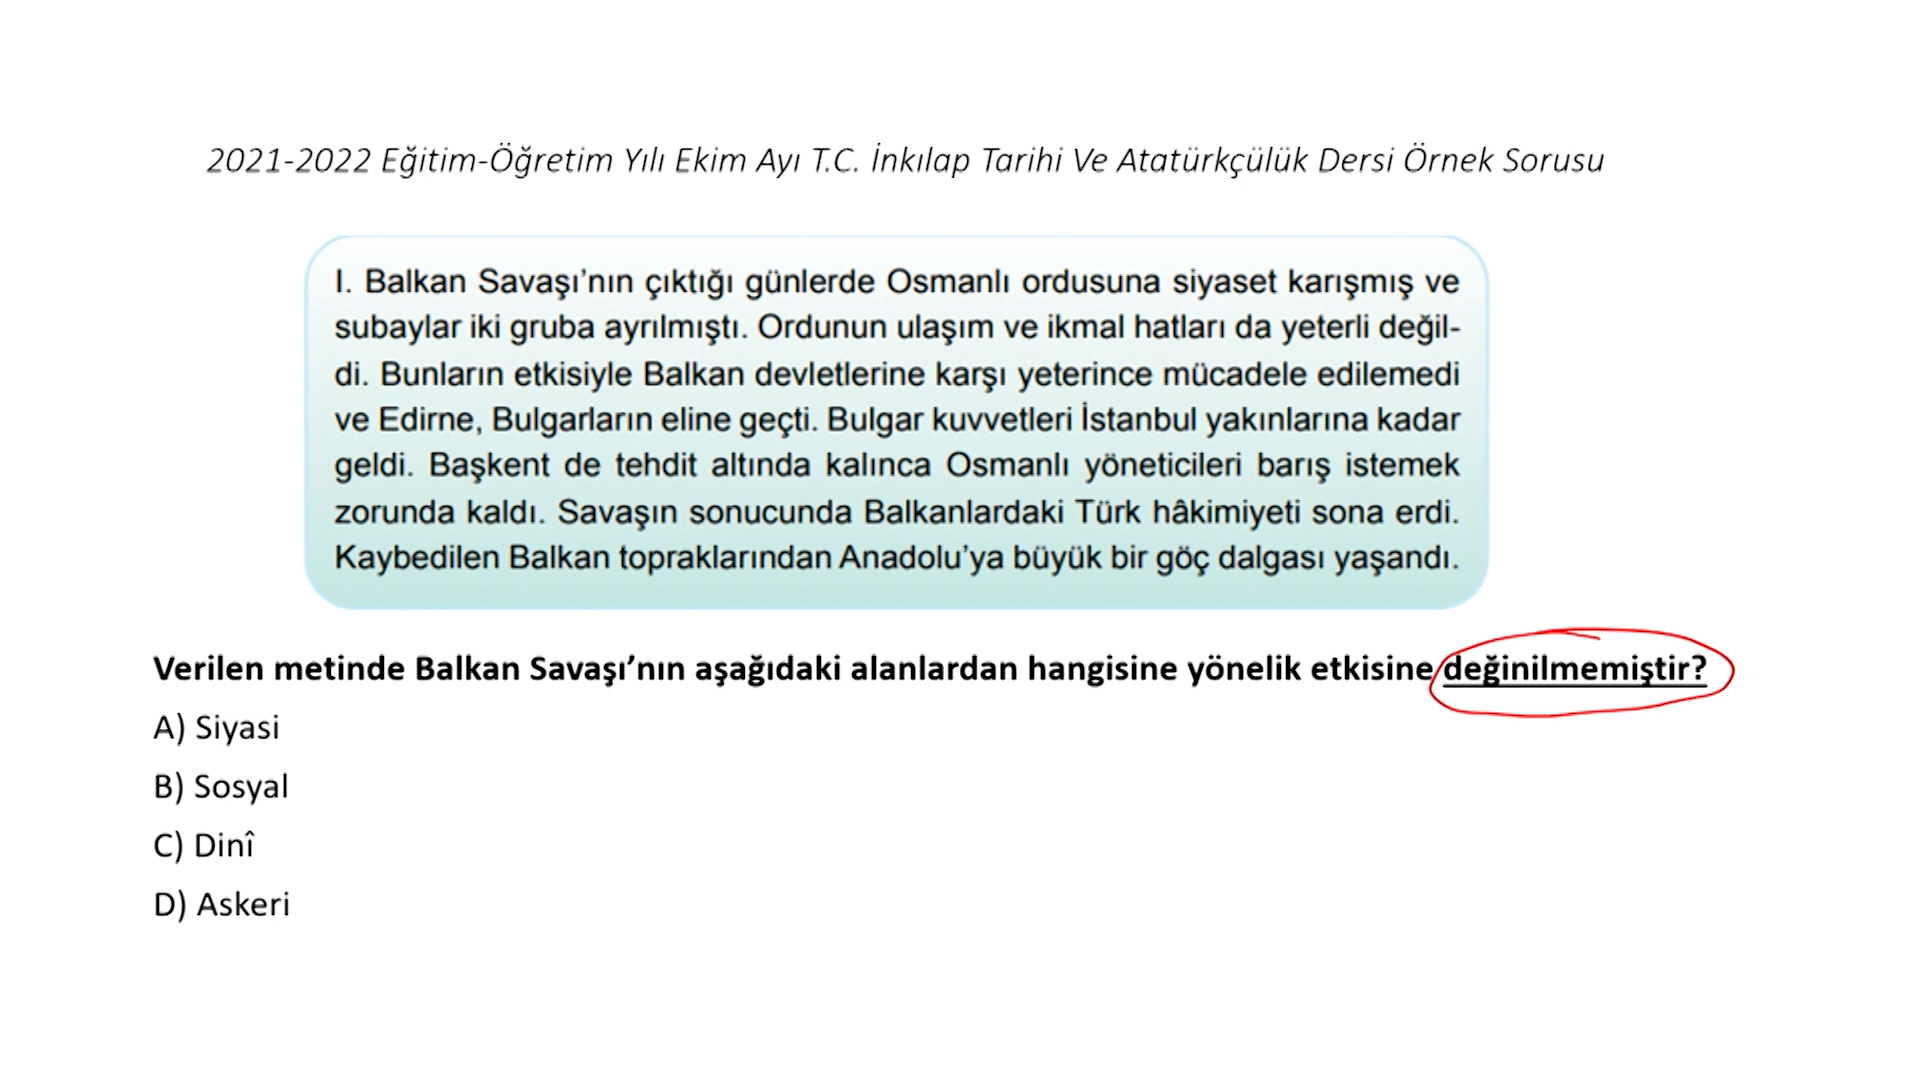 2021-2022 Eğitim-Öğretim Yılı Ekim Ayı T.C. İnkılap Tarihi Ve Atatürkçülük Dersi Örnek Sorusu
I. Balkan Savaşı’nın çıktığı günlerde Osmanlı ordusuna siyaset karışmış ve
subaylar iki gruba ayrılmıştı. Ordunun ulaşım ve ikmal hatları da yeterli değil-
di. Bunların etkisiyle Balkan devletlerine karşı yeterince mücadele edilemedi
ve Edirne, Bulgarların eline geçti. Bulgar kuvvetleri İstanbul yakınlarına kadar
geldi. Başkent de tehdit altında kalınca Osmanlı yöneticileri barış istemek
zorunda kaldı. Savaşın sonucunda Balkanlardaki Türk hâkimiyeti sona erdi.
Kaybedilen Balkan topraklarından Anadolu’ya büyük bir göç dalgası yaşandı.
Verilen metinde Balkan Savaşı’nın aşağıdaki alanlardan hangisine yönelik etkisine değinilmemiştir?
A) Siyasi
B) Sosyal
C) Dinî
D) Askeri